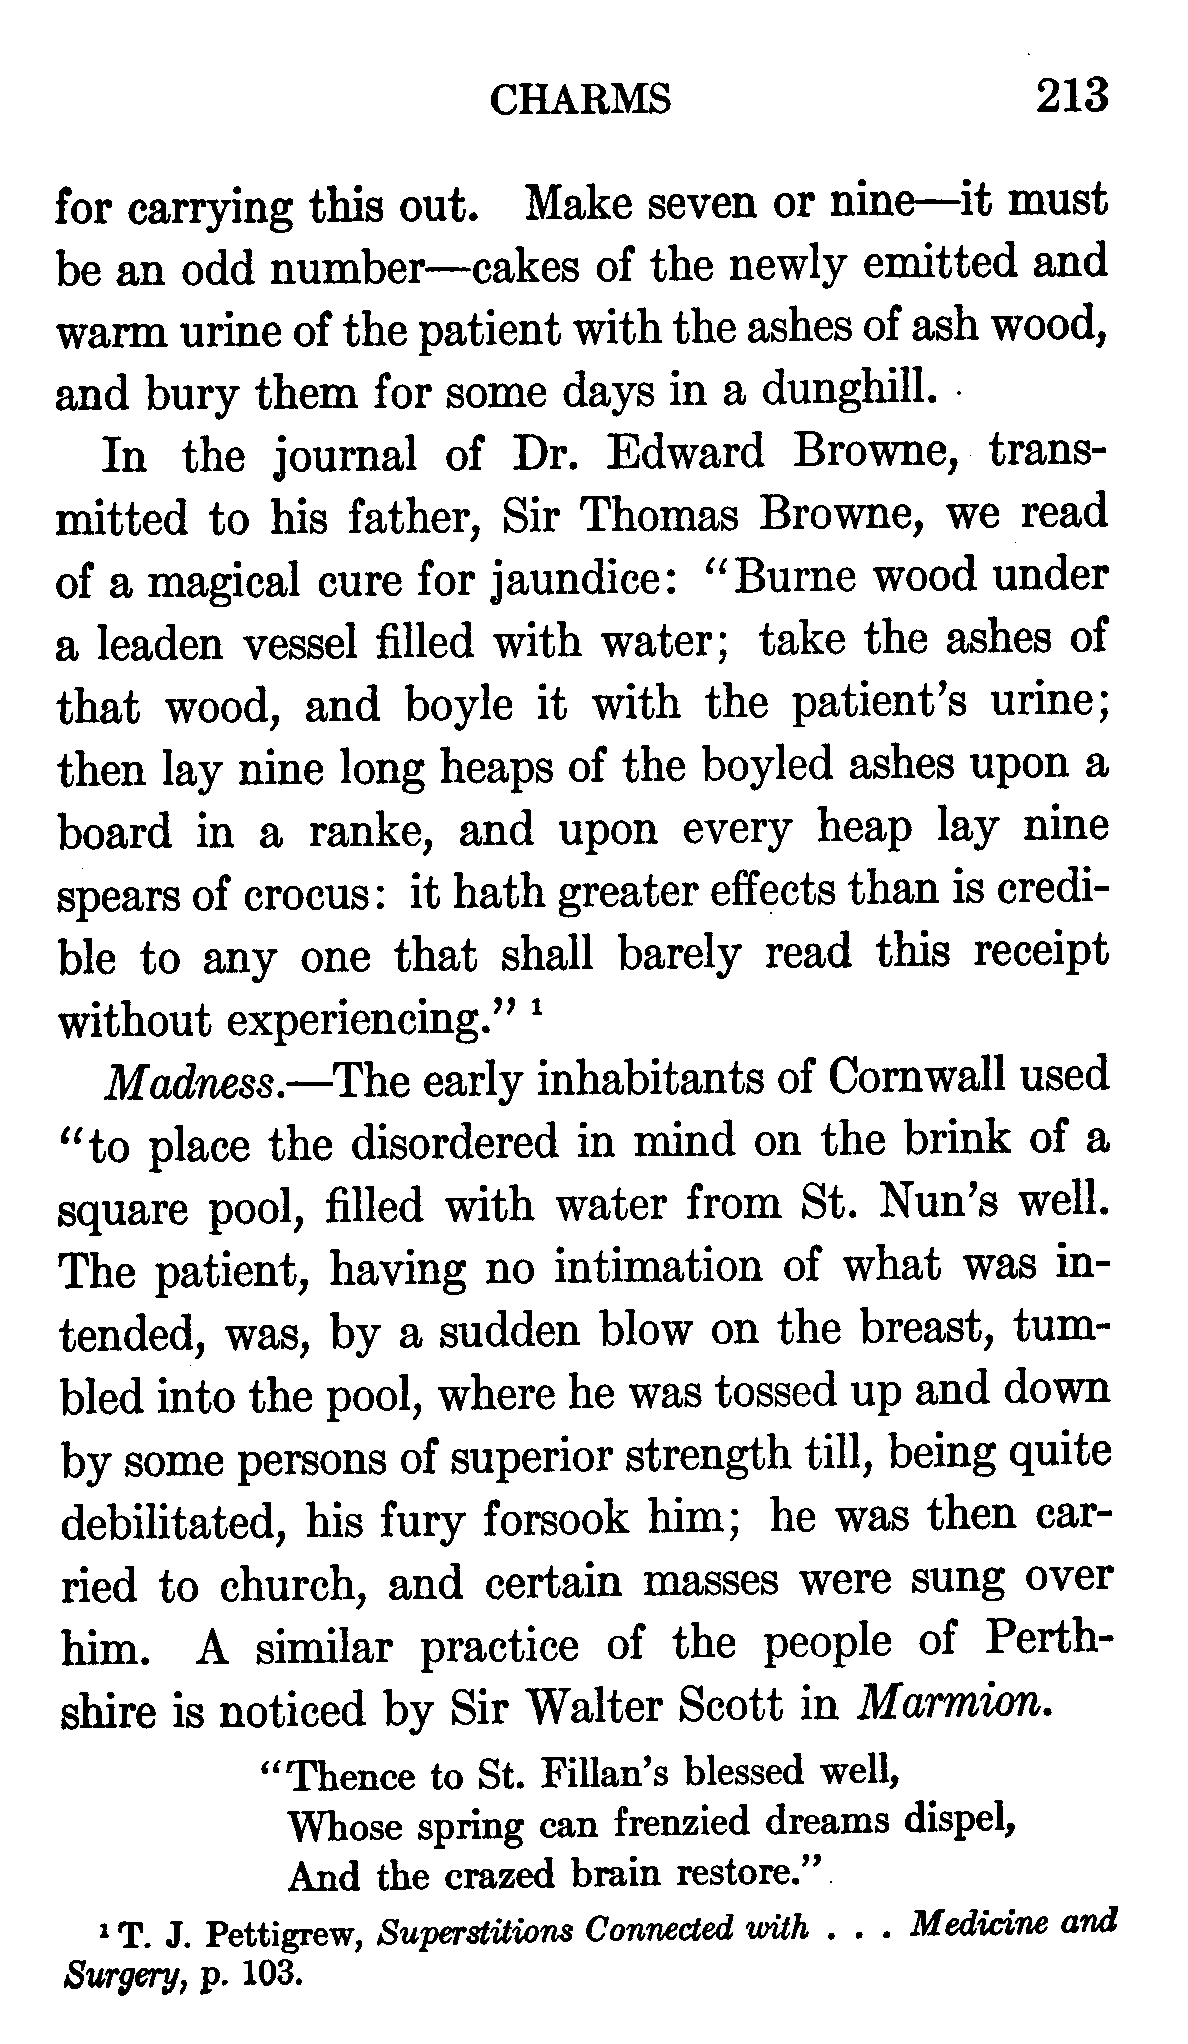 CHARMS 213
for carrying this out. Make seven or nine—it must
be an odd number—cakes of the newly emitted and
warm urine of the patient with the ashes of ash wood,
and bury them for some days in a dunghill.
In the journal of Dr. Edward Browne, trans-
mitted to his father, Sir Thomas Browne, we read
of a magical cure for jaundice: "Burne wood under
a leaden vessel filled with water; take the ashes of
that wood, and boyle it with the patient's urine;
then lay nine long heaps of the boyled ashes upon a
board in a ranke, and upon every heap lay nine
spears of crocus: it hath greater effects than is credi-
ble to any one that shall barely read this receipt
without experiencing." ¹
Madness.—The early inhabitants of Cornwall used
"to place the disordered in mind on the brink of a
square pool, filled with water from St. Nun's well.
The patient, having no intimation of what was in-
tended, was, by a sudden blow on the breast, tum-
bled into the pool, where he was tossed up and down
by some persons of superior strength till, being quite
debilitated, his fury forsook him; he was then car-
ried to church, and certain masses were sung over
him. A similar practice of the people of Perth-
shire is noticed by Sir Walter Scott in Marmion.
"Thence to St. Fillan's blessed well,
Whose spring can frenzied dreams dispel,
And the crazed brain restore."
¹ T. J. Pettigrew, Superstitions Connected with . . . Medicine and
Surgery, p. 103.